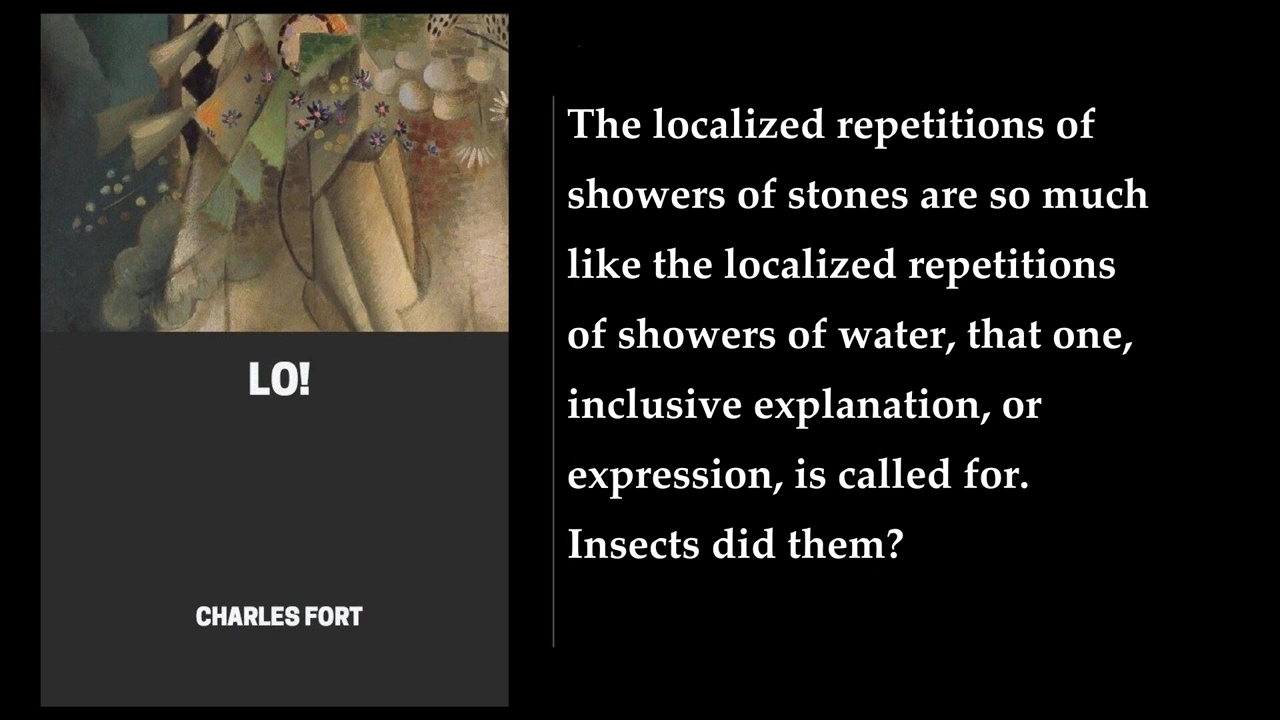 LO!
CHARLES FORT
The localized repetitions of
showers of stones are so much
like the localized repetitions
of showers of water, that one,
inclusive explanation, or
expression, is called for.
Insects did them?